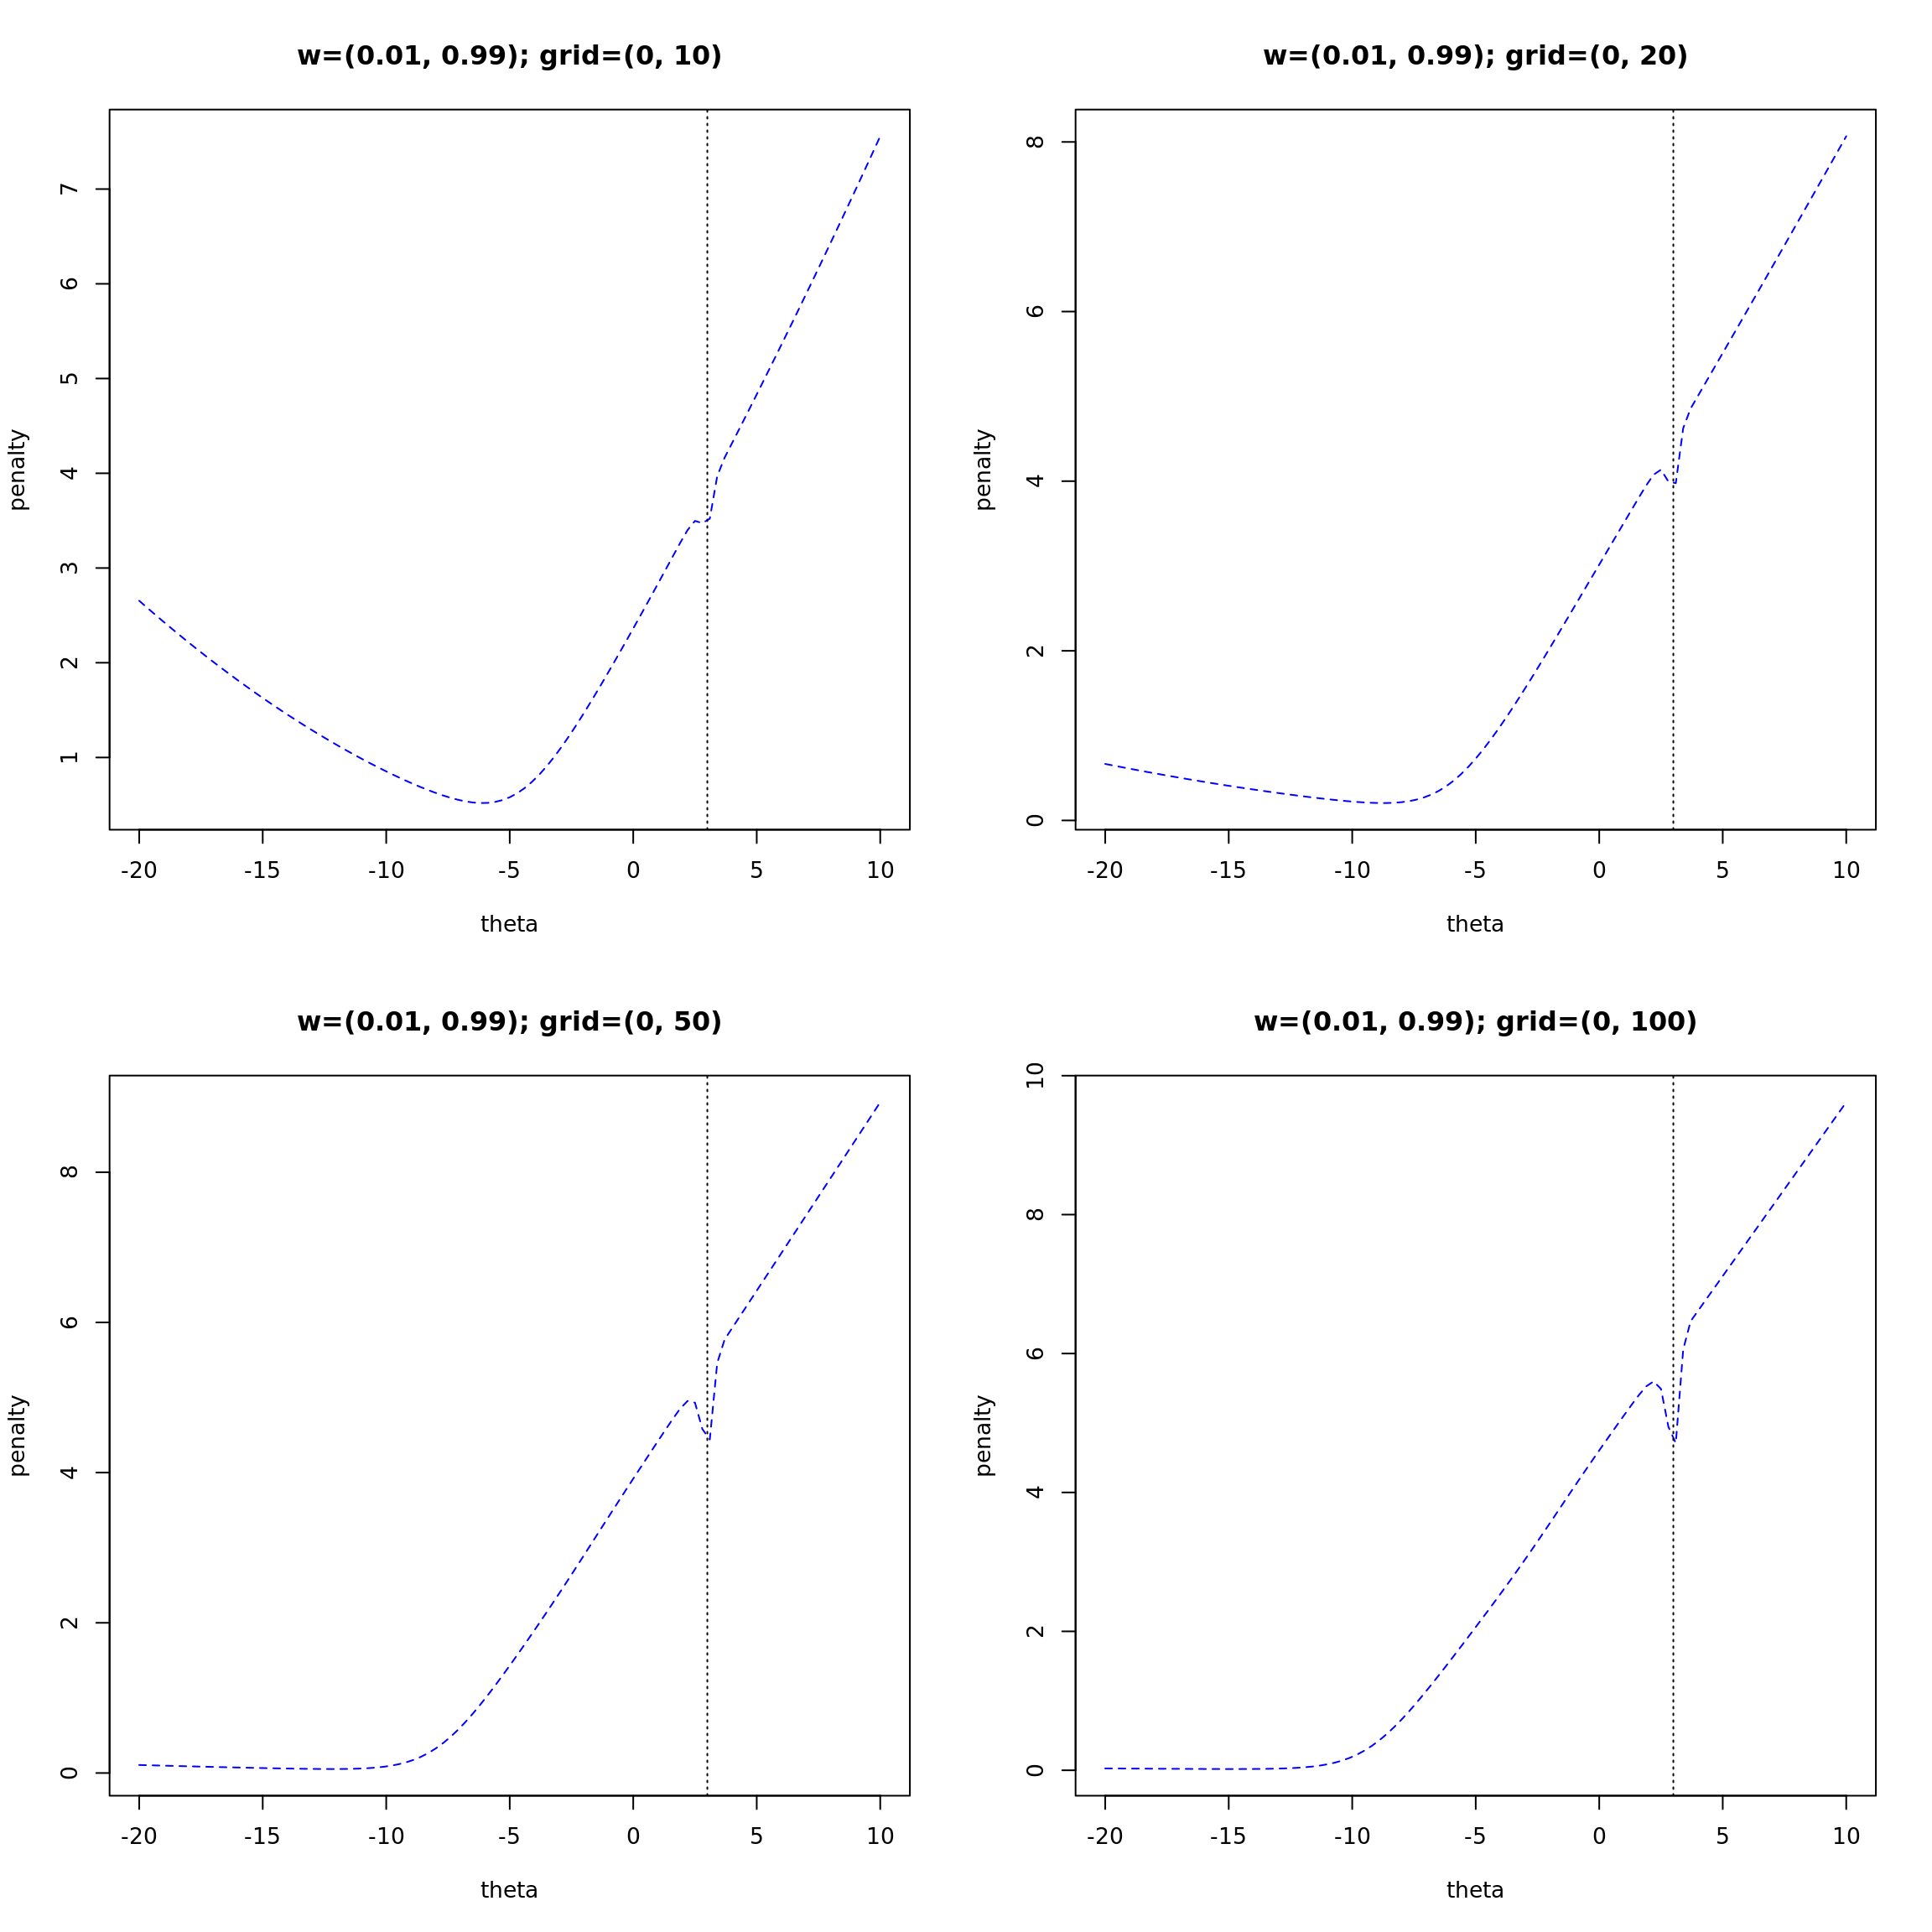 w=(0.01, 0.99); grid=(0, 10)
penalty
7
6
5
4
3
2
1
-20 -15 -10 -5 0 5 10
theta
w=(0.01, 0.99); grid=(0, 20)
penalty
8
6
4
2
0
-20 -15 -10 -5 0 5 10
theta
w=(0.01, 0.99); grid=(0, 50)
penalty
8
6
4
2
0
-20 -15 -10 -5 0 5 10
theta
w=(0.01, 0.99); grid=(0, 100)
penalty
10
8
6
4
2
0
-20 -15 -10 -5 0 5 10
theta